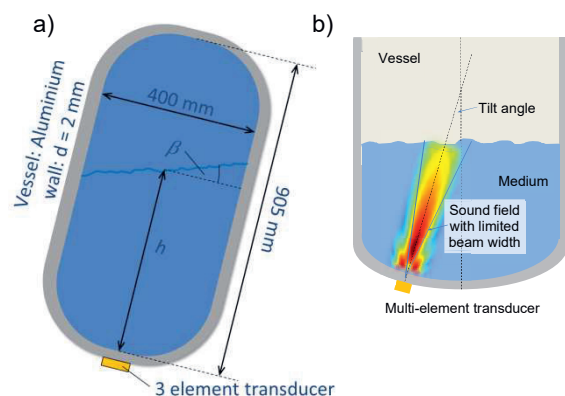 a)
Vessel: Aluminium
wall: d = 2 mm
400 mm
β
905 mm
h
3 element transducer
b)
Vessel
Tilt angle
Medium
Sound field
with limited
beam width
Multi-element transducer